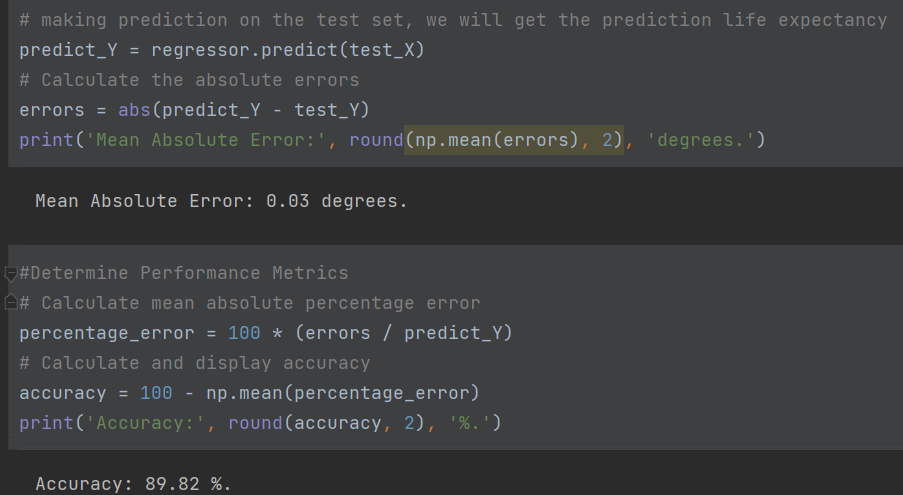 # making prediction on the test set, we will get the prediction life expectancy
predict_Y = regressor.predict(test_X)
# Calculate the absolute errors
errors = abs(predict_Y - test_Y)
print('Mean Absolute Error:', round(np.mean(errors), 2), 'degrees.')
Mean Absolute Error: 0.03 degrees.
#Determine Performance Metrics
# Calculate mean absolute percentage error
percentage_error = 100 * (errors / predict_Y)
# Calculate and display accuracy
accuracy = 100 - np.mean(percentage_error)
print('Accuracy:', round(accuracy, 2), '%.')
Accuracy: 89.82 %.